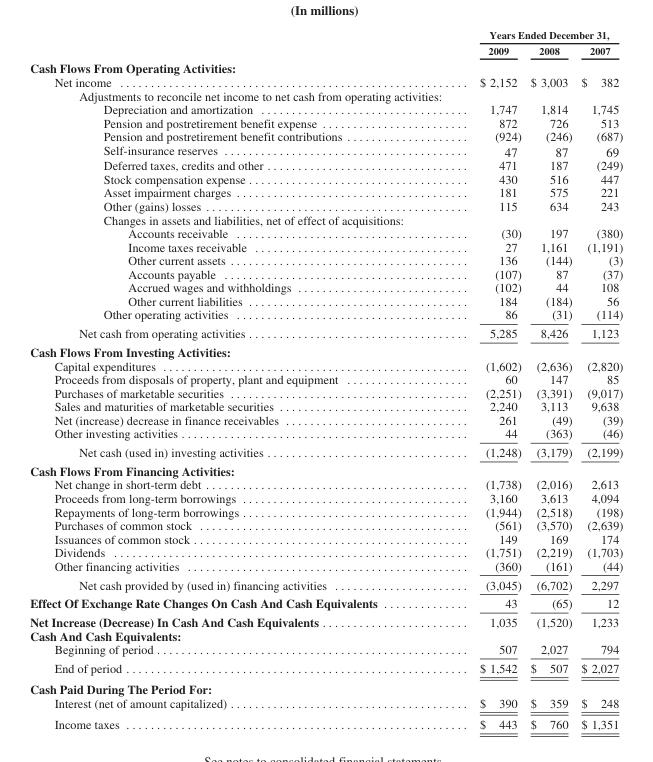 (In millions)
Years Ended December 31,
2009 2008 2007
Cash Flows From Operating Activities:
Net income $ 2,152 $ 3,003 $ 382
Adjustments to reconcile net income to net cash from operating activities:
Depreciation and amortization 1,747 1,814 1,745
Pension and postretirement benefit expense 872 726 513
Pension and postretirement benefit contributions (924) (246) (687)
Self-insurance reserves 47 87 69
Deferred taxes, credits and other 471 187 (249)
Stock compensation expense 430 516 447
Asset impairment charges 181 575 221
Other (gains) losses 115 634 243
Changes in assets and liabilities, net of effect of acquisitions:
Accounts receivable (30) 197 (380)
Income taxes receivable 27 1,161 (1,191)
Other current assets 136 (144) (3)
Accounts payable (107) 87 (37)
Accrued wages and withholdings (102) 44 108
Other current liabilities 184 (184) 56
Other operating activities 86 (31) (114)
Net cash from operating activities 5,285 8,426 1,123
Cash Flows From Investing Activities:
Capital expenditures (1,602) (2,636) (2,820)
Proceeds from disposals of property, plant and equipment 60 147 85
Purchases of marketable securities (2,251) (3,391) (9,017)
Sales and maturities of marketable securities 2,240 3,113 9,638
Net (increase) decrease in finance receivables 261 (49) (39)
Other investing activities 44 (363) (46)
Net cash (used in) investing activities (1,248) (3,179) (2,199)
Cash Flows From Financing Activities:
Net change in short-term debt (1,738) (2,016) 2,613
Proceeds from long-term borrowings 3,160 3,613 4,094
Repayments of long-term borrowings (1,944) (2,518) (198)
Purchases of common stock (561) (3,570) (2,639)
Issuances of common stock 149 169 174
Dividends (1,751) (2,219) (1,703)
Other financing activities (360) (161) (44)
Net cash provided by (used in) financing activities (3,045) (6,702) 2,297
Effect Of Exchange Rate Changes On Cash And Cash Equivalents 43 (65) 12
Net Increase (Decrease) In Cash And Cash Equivalents 1,035 (1,520) 1,233
Cash And Cash Equivalents:
Beginning of period 507 2,027 794
End of period $ 1,542 $ 507 $ 2,027
Cash Paid During The Period For:
Interest (net of amount capitalized) $ 390 $ 359 $ 248
Income taxes $ 443 $ 760 $ 1,351
See notes to consolidated financial statements